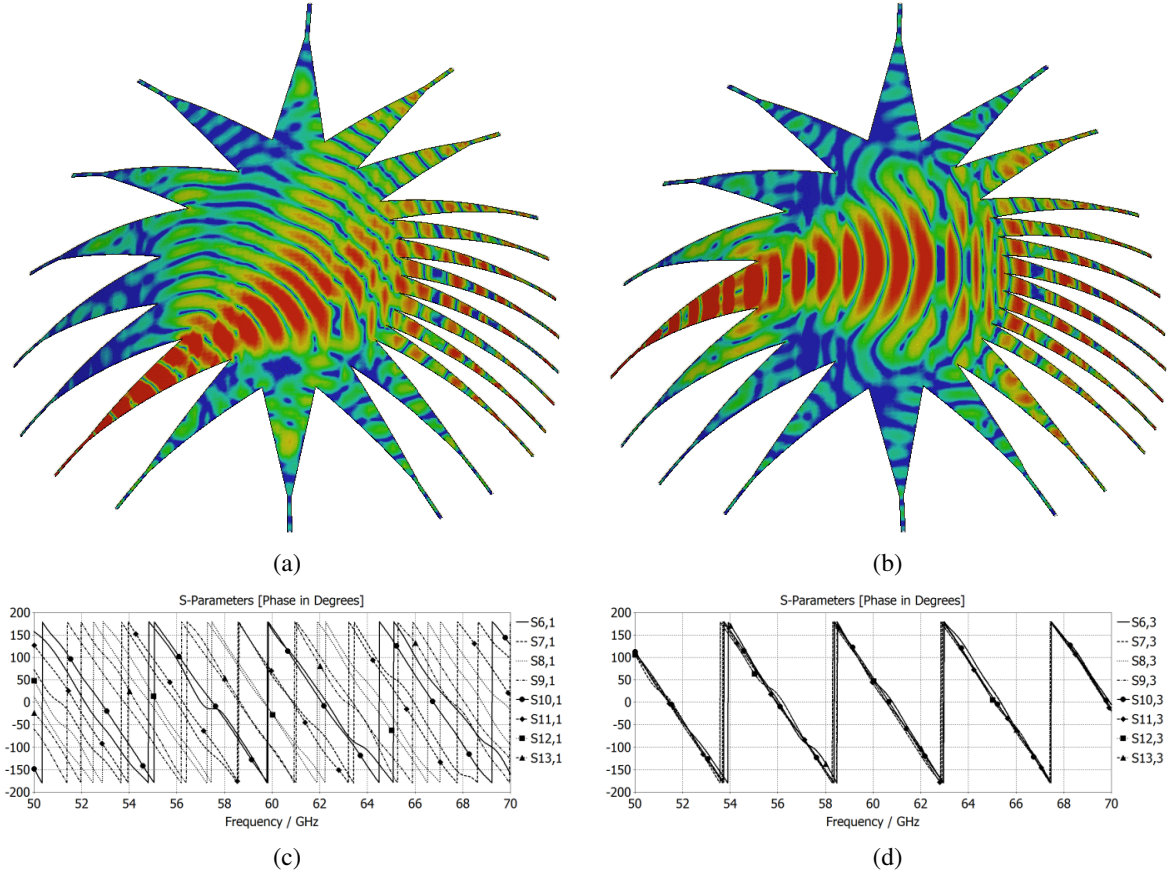 (a)
(b)
S-Parameters [Phase in Degrees]
200
150
100
50
0
-50
-100
-150
-200
50 52 54 56 58 60 62 64 66 68 70
Frequency / GHz
S6,1
S7,1
S8,1
S9,1
S10,1
S11,1
S12,1
S13,1
(c)
S-Parameters [Phase in Degrees]
200
150
100
50
0
-50
-100
-150
-200
50 52 54 56 58 60 62 64 66 68 70
Frequency / GHz
S6,3
S7,3
S8,3
S9,3
S10,3
S11,3
S12,3
S13,3
(d)